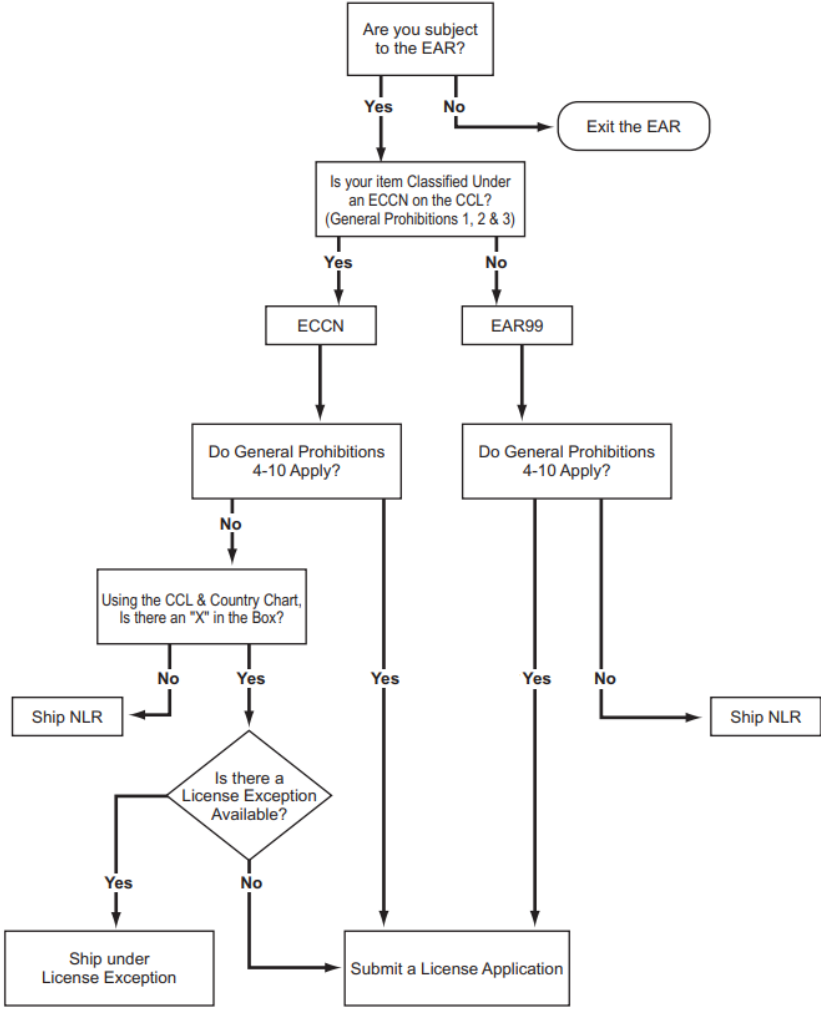 Are you subject
to the EAR?
Yes
No
Exit the EAR
Is your item Classified Under
an ECCN on the CCL?
(General Prohibitions 1, 2 & 3)
Yes
No
ECCN
EAR99
Do General Prohibitions
4-10 Apply?
Do General Prohibitions
4-10 Apply?
No
Using the CCL & Country Chart,
Is there an "X" in the Box?
No
Yes
Yes
Yes
No
Ship NLR
Ship NLR
Is there a
License Exception
Available?
Yes
No
Ship under
License Exception
Submit a License Application